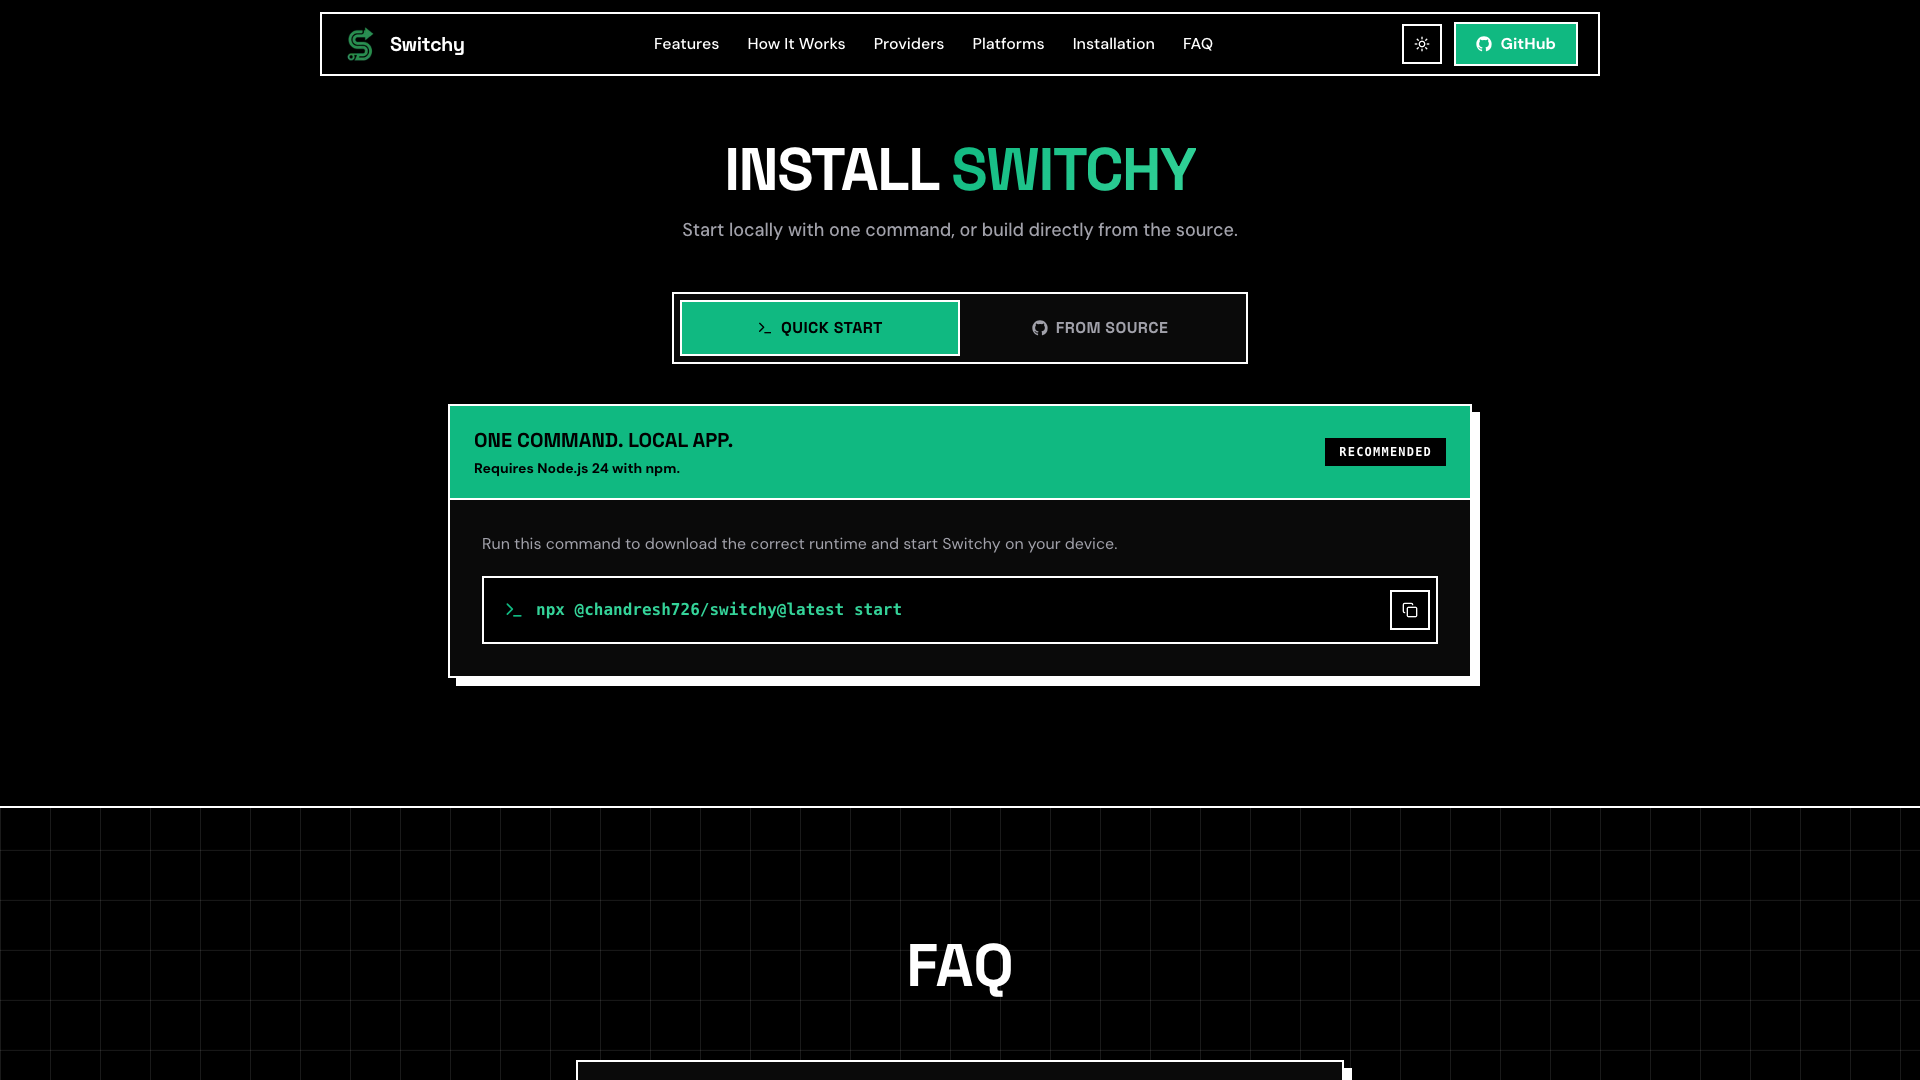 Switchy
Features
How It Works
Providers
Platforms
Installation
FAQ
GitHub
INSTALL SWITCHY
Start locally with one command, or build directly from the source.
QUICK START
FROM SOURCE
ONE COMMAND. LOCAL APP.
Requires Node.js 24 with npm.
RECOMMENDED
Run this command to download the correct runtime and start Switchy on your device.
npx @chandresh726/switchy@latest start
FAQ